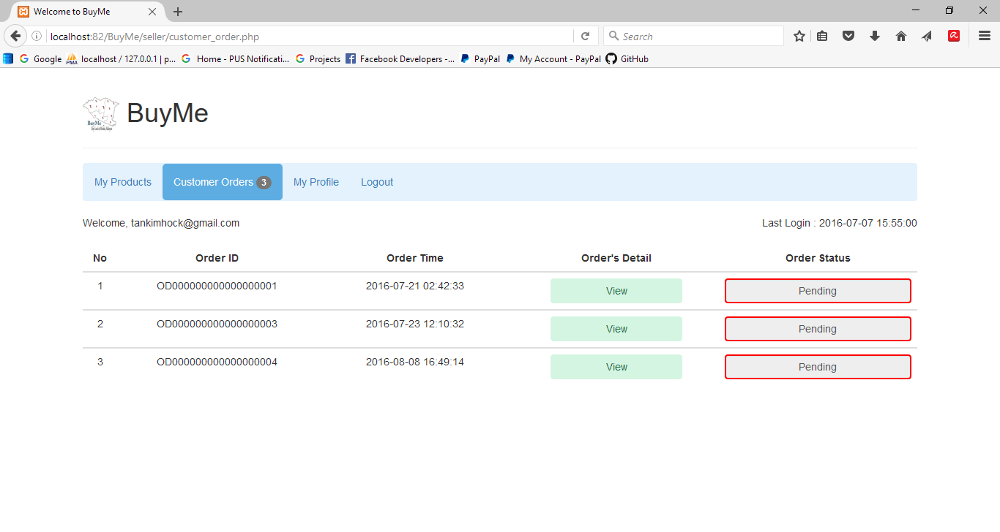 Welcome to BuyMe
localhost:82/BuyMe/seller/customer_order.php
Search
Google localhost / 127.0.0.1 | p... Home - PUS Notificati... Projects Facebook Developers -... PayPal My Account - PayPal GitHub
PMA
BuyMe
BuyMe
My Products Customer Orders 3 My Profile Logout
Welcome, tankimhock@gmail.com Last Login : 2016-07-07 15:55:00
No Order ID Order Time Order's Detail Order Status
1 OD000000000000000001 2016-07-21 02:42:33 View Pending
2 OD000000000000000003 2016-07-23 12:10:32 View Pending
3 OD000000000000000004 2016-08-08 16:49:14 View Pending